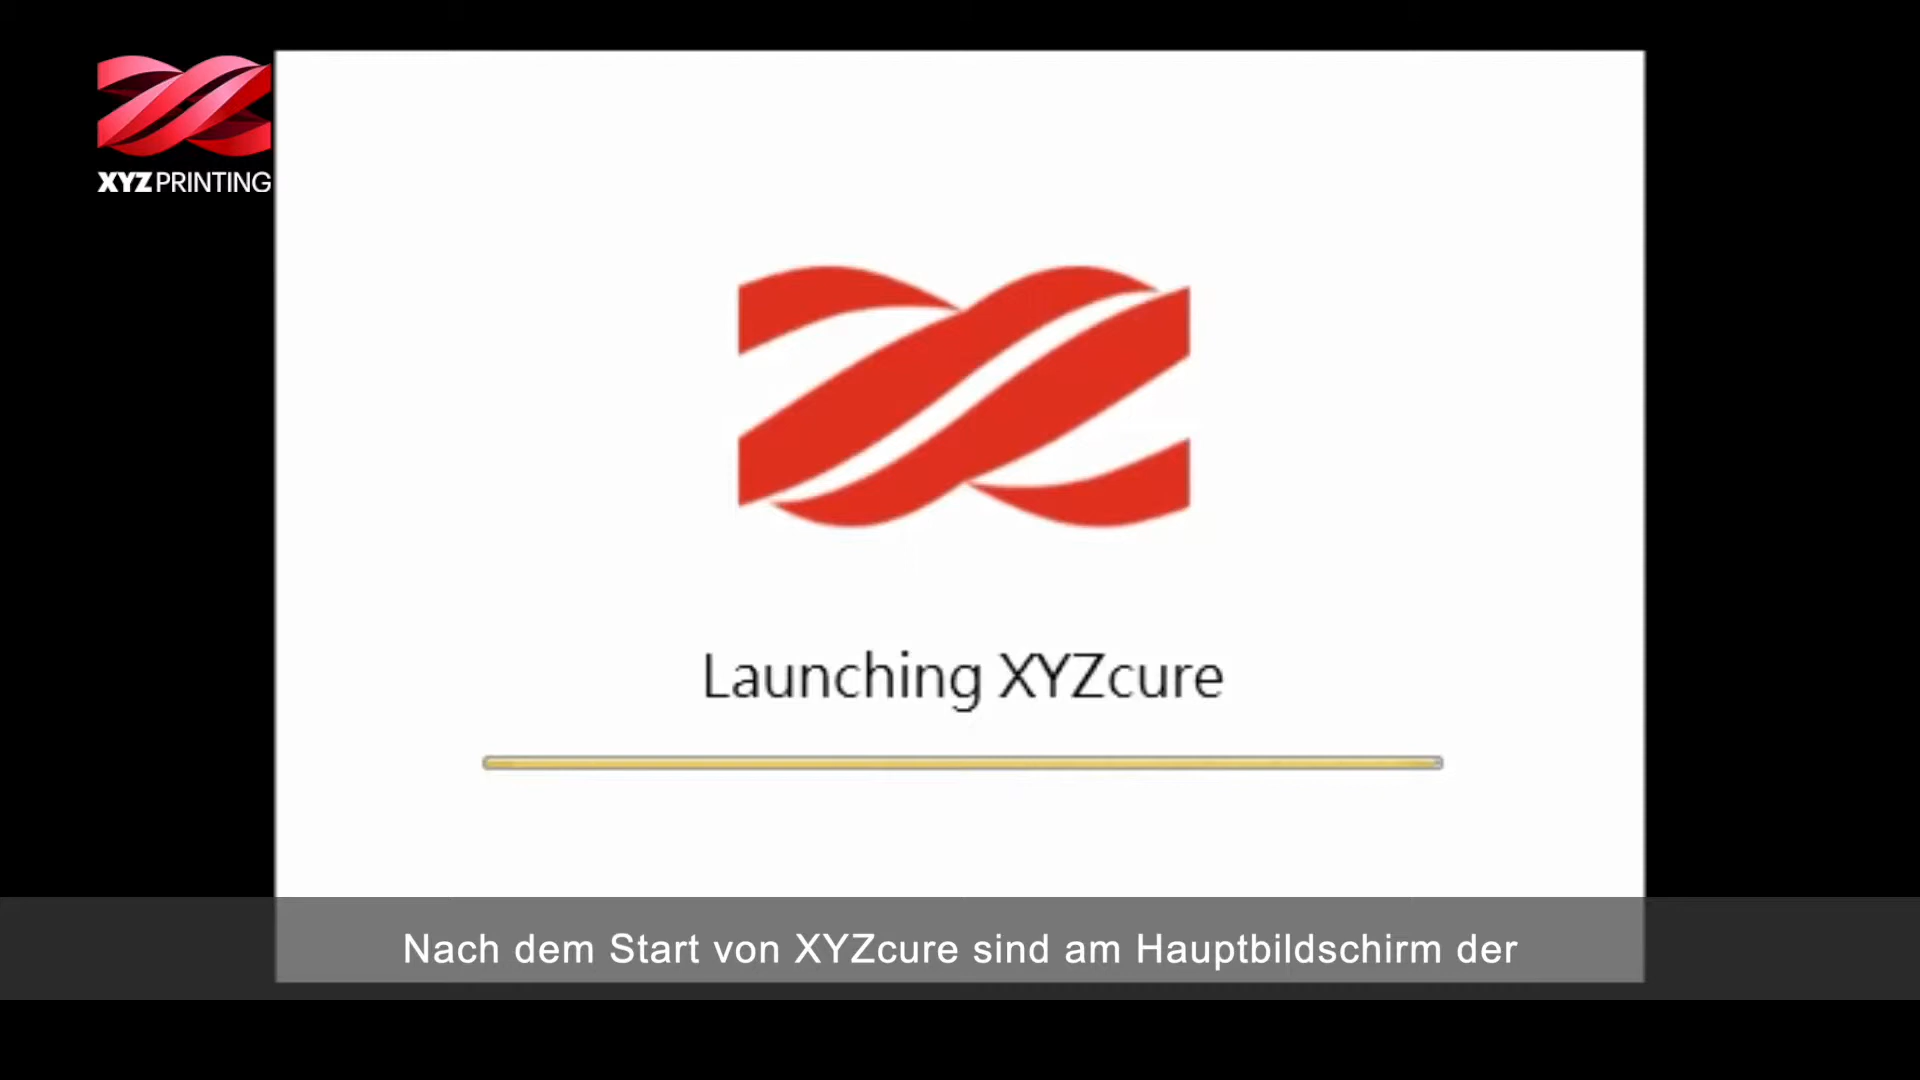 XYZPRINTING
Launching XYZcure
Nach dem Start von XYZcure sind am Hauptbildschirm der